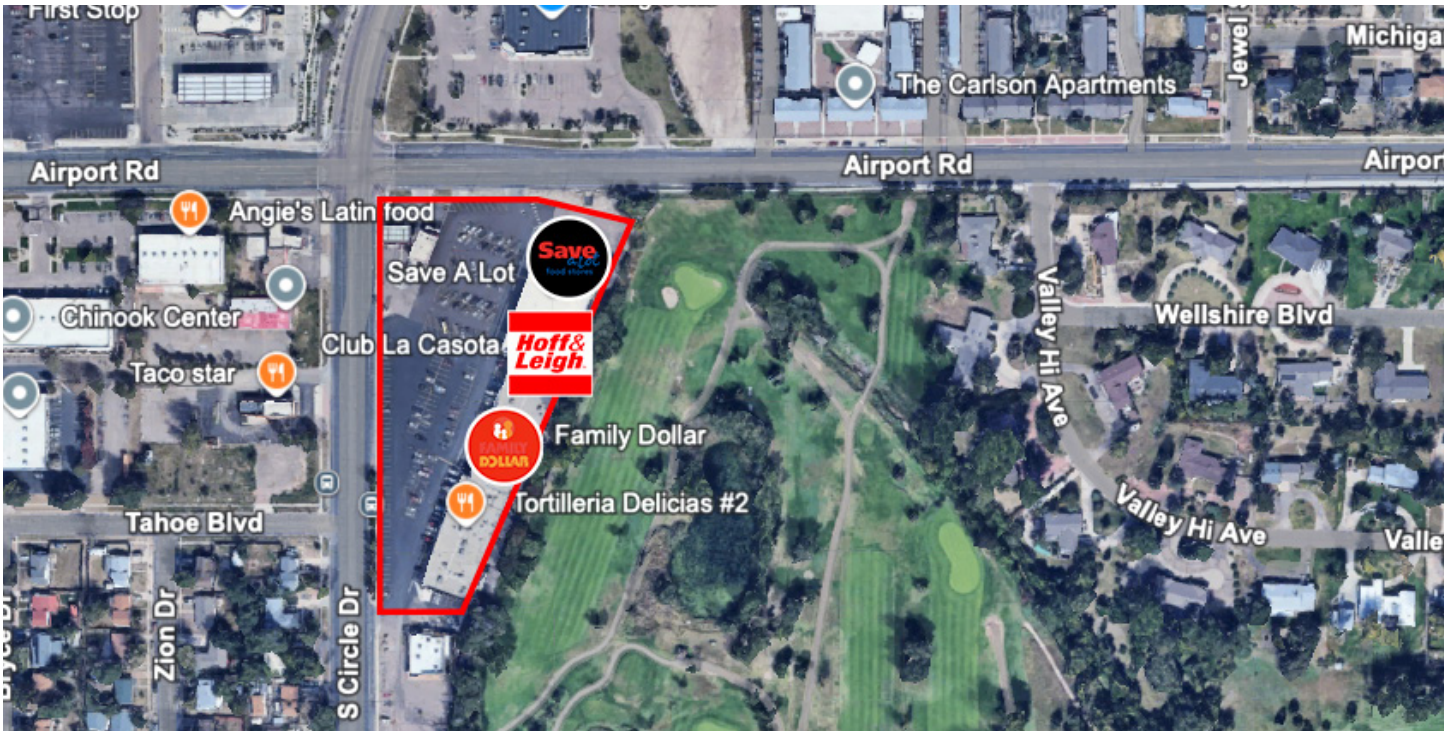 First Stop
Michiga
Jewel
The Carlson Apartments
Airport Rd
Airport Rd
Airpor
Angie's Latin food
Save
a lot
food stores
Save A Lot
Chinook Center
Club La Casota
Hoff&
Leigh
Taco star
Valley Hi Ave
Wellshire Blvd
FAMILY
DOLLAR
Family Dollar
Tortilleria Delicias #2
Tahoe Blvd
Valley Hi Ave
Valle
Zion Dr
S Circle Dr